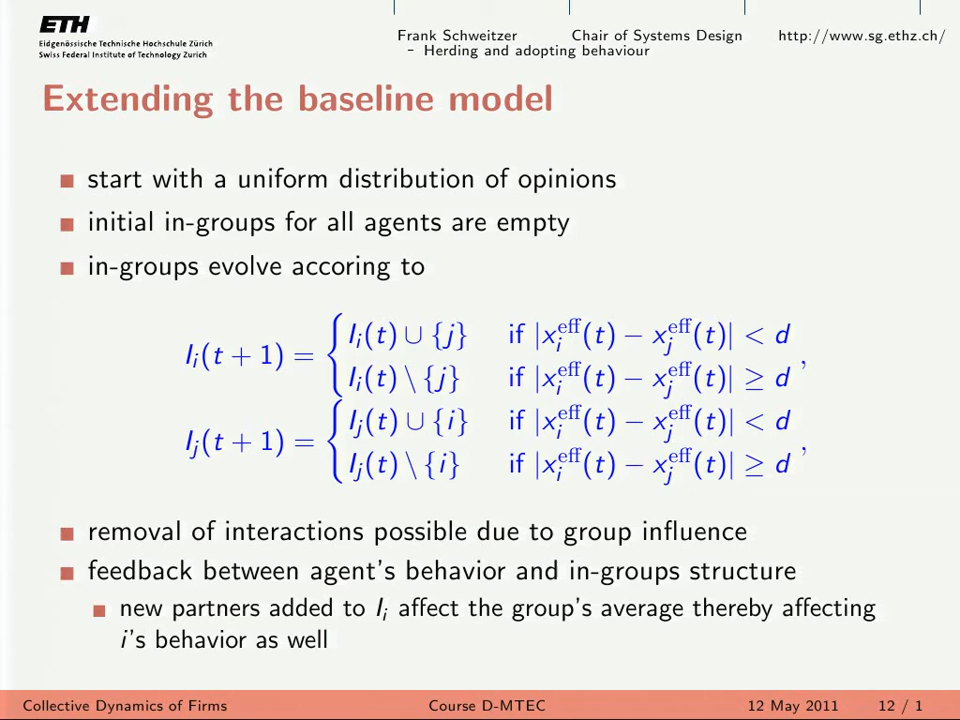 ETH
Eidgenössische Technische Hochschule Zürich
Swiss Federal Institute of Technology Zurich
Frank Schweitzer Chair of Systems Design http://www.sg.ethz.ch/
– Herding and adopting behaviour
Extending the baseline model
start with a uniform distribution of opinions
initial in-groups for all agents are empty
in-groups evolve accoring to
I_i(t + 1) = { I_i(t) ∪ {j} if |x_i^eff(t) − x_j^eff(t)| < d
I_i(t) \ {j} if |x_i^eff(t) − x_j^eff(t)| ≥ d ,
I_j(t + 1) = { I_j(t) ∪ {i} if |x_i^eff(t) − x_j^eff(t)| < d
I_j(t) \ {i} if |x_i^eff(t) − x_j^eff(t)| ≥ d ,
removal of interactions possible due to group influence
feedback between agent's behavior and in-groups structure
new partners added to I_i affect the group's average thereby affecting
i's behavior as well
Collective Dynamics of Firms Course D-MTEC 12 May 2011 12 / 1